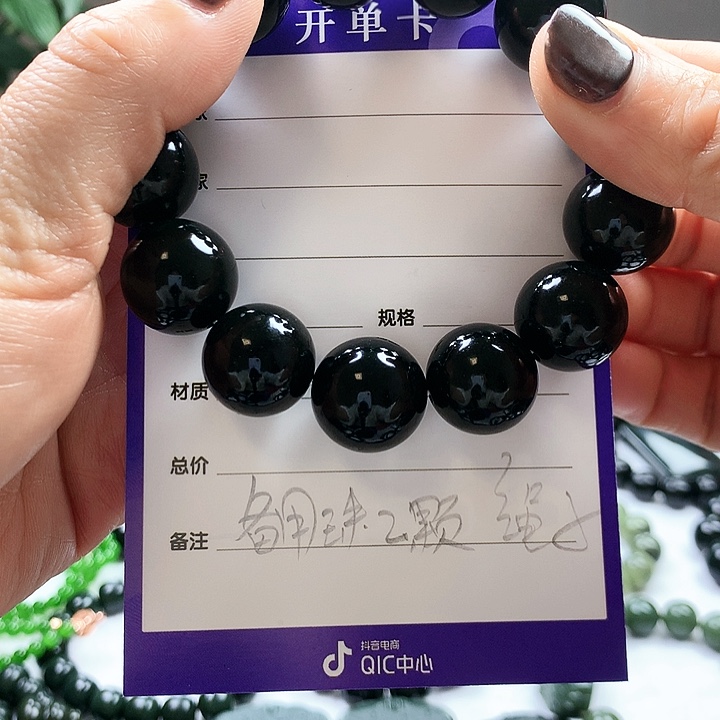 开单卡
家
规格
材质
总价
备注 备用珠2颗
抖音电商
QIC中心